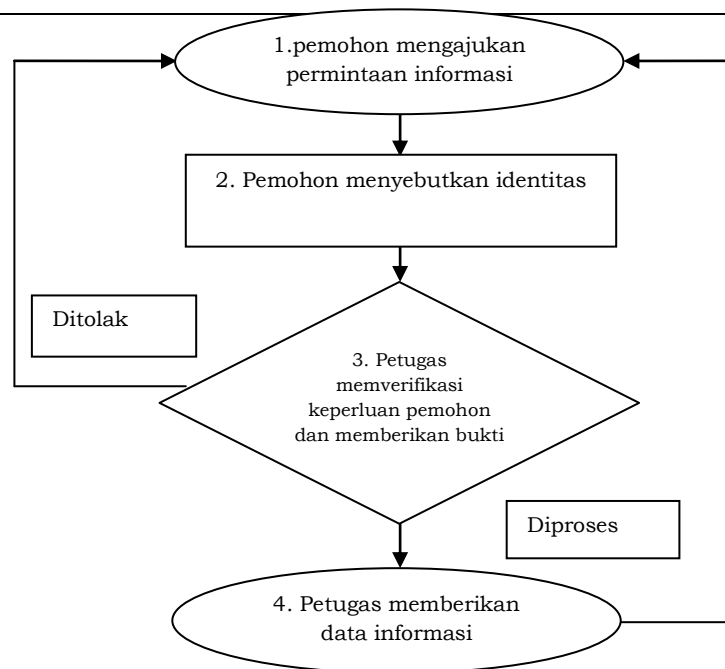 1.pemohon mengajukan
permintaan informasi
2. Pemohon menyebutkan identitas
Ditolak
3. Petugas
memverifikasi
keperluan pemohon
dan memberikan bukti
Diproses
4. Petugas memberikan
data informasi